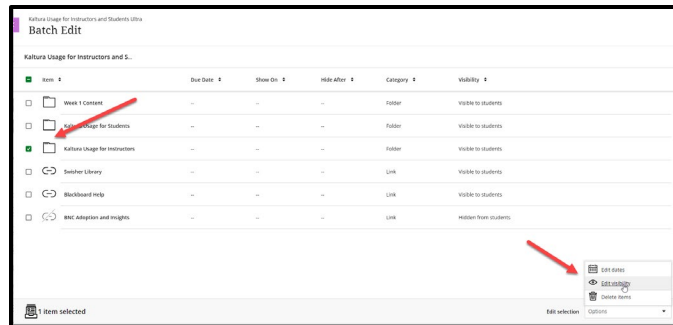 Kaltura Usage for Instructors and Students Ultra
Batch Edit
Kaltura Usage for Instructors and S..
Item Due Date Show On Hide After Category Visibility
Week 1 Content -- -- -- Folder Visible to students
Kaltura Usage for Students -- -- -- Folder Visible to students
Kaltura Usage for Instructors -- -- -- Folder Visible to students
Swisher Library -- -- -- Link Visible to students
Blackboard Help -- -- -- Link Visible to students
BNC Adoption and Insights -- -- -- Link Hidden from students
Edit dates
Edit visibility
Delete items
1 item selected Edit selection Options